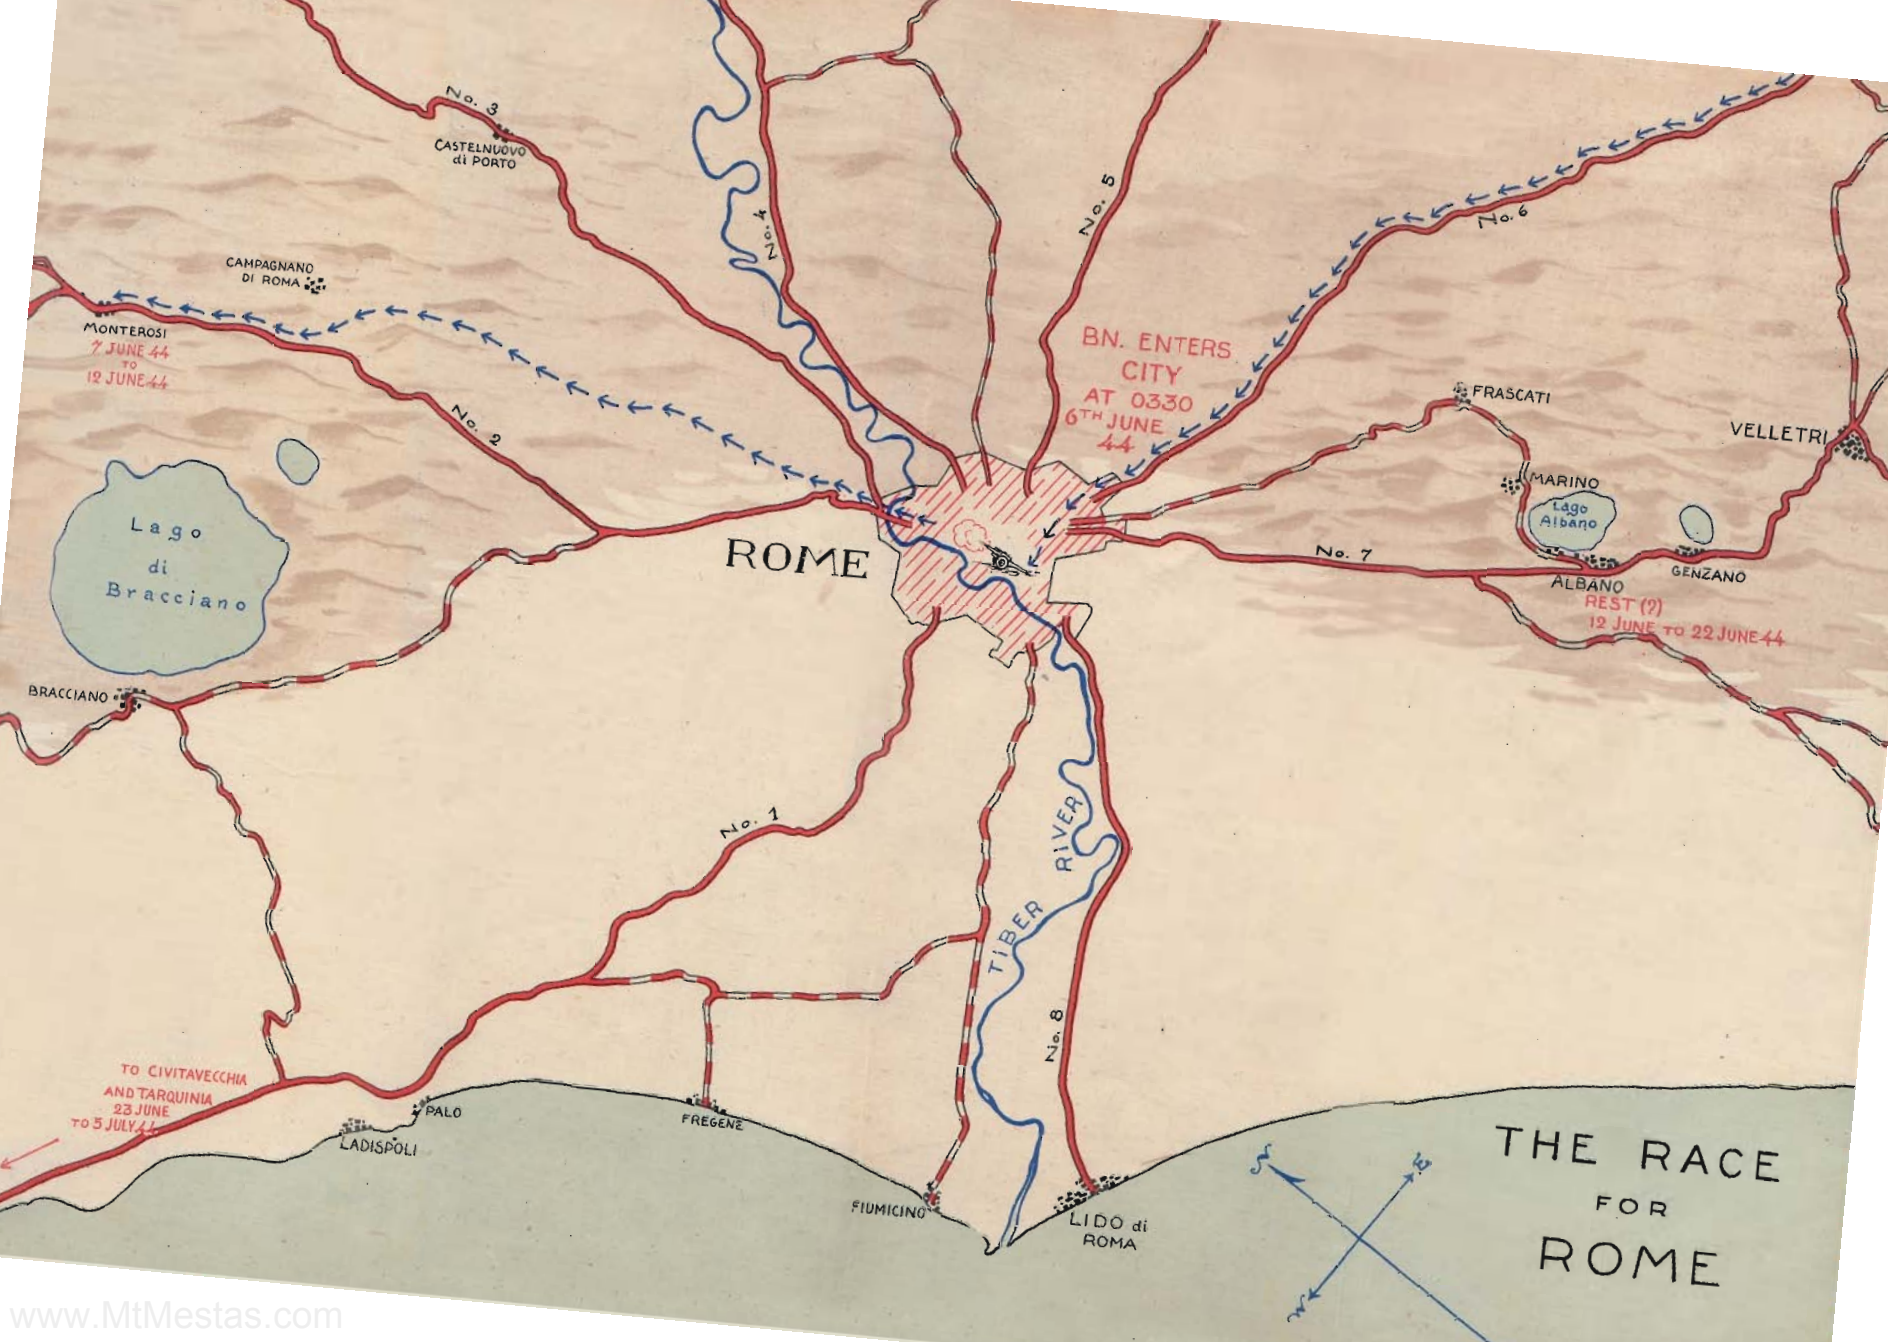 No. 3
CASTELNUOVO
di PORTO
No. 4
No. 5
No. 6
CAMPAGNANO
DI ROMA
MONTEROSI
7 JUNE 44
TO
12 JUNE 44
No. 2
BN. ENTERS
CITY
AT 0330
6TH JUNE
44
FRASCATI
VELLETRI
MARINO
Lago
Albano
Lago
di
Bracciano
ROME
No. 7
ALBANO
GENZANO
REST (?)
12 JUNE TO 22 JUNE 44
BRACCIANO
No. 1
TIBER RIVER
No. 8
TO CIVITAVECCHIA
AND TARQUINIA
23 JUNE
TO 5 JULY 44
PALO
LADISPOLI
FREGENE
FIUMICINO
LIDO di
ROMA
THE RACE
FOR
ROME
www.MtMestas.com